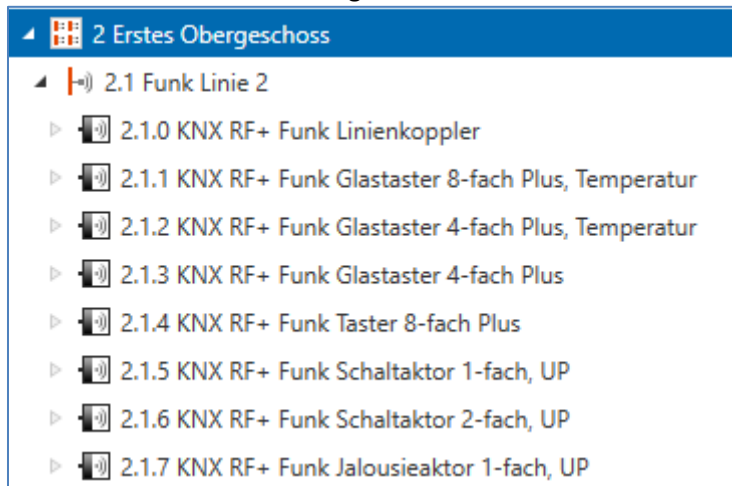 2 Erstes Obergeschoss
2.1 Funk Linie 2
2.1.0 KNX RF+ Funk Linienkoppler
2.1.1 KNX RF+ Funk Glastaster 8-fach Plus, Temperatur
2.1.2 KNX RF+ Funk Glastaster 4-fach Plus, Temperatur
2.1.3 KNX RF+ Funk Glastaster 4-fach Plus
2.1.4 KNX RF+ Funk Taster 8-fach Plus
2.1.5 KNX RF+ Funk Schaltaktor 1-fach, UP
2.1.6 KNX RF+ Funk Schaltaktor 2-fach, UP
2.1.7 KNX RF+ Funk Jalousieaktor 1-fach, UP